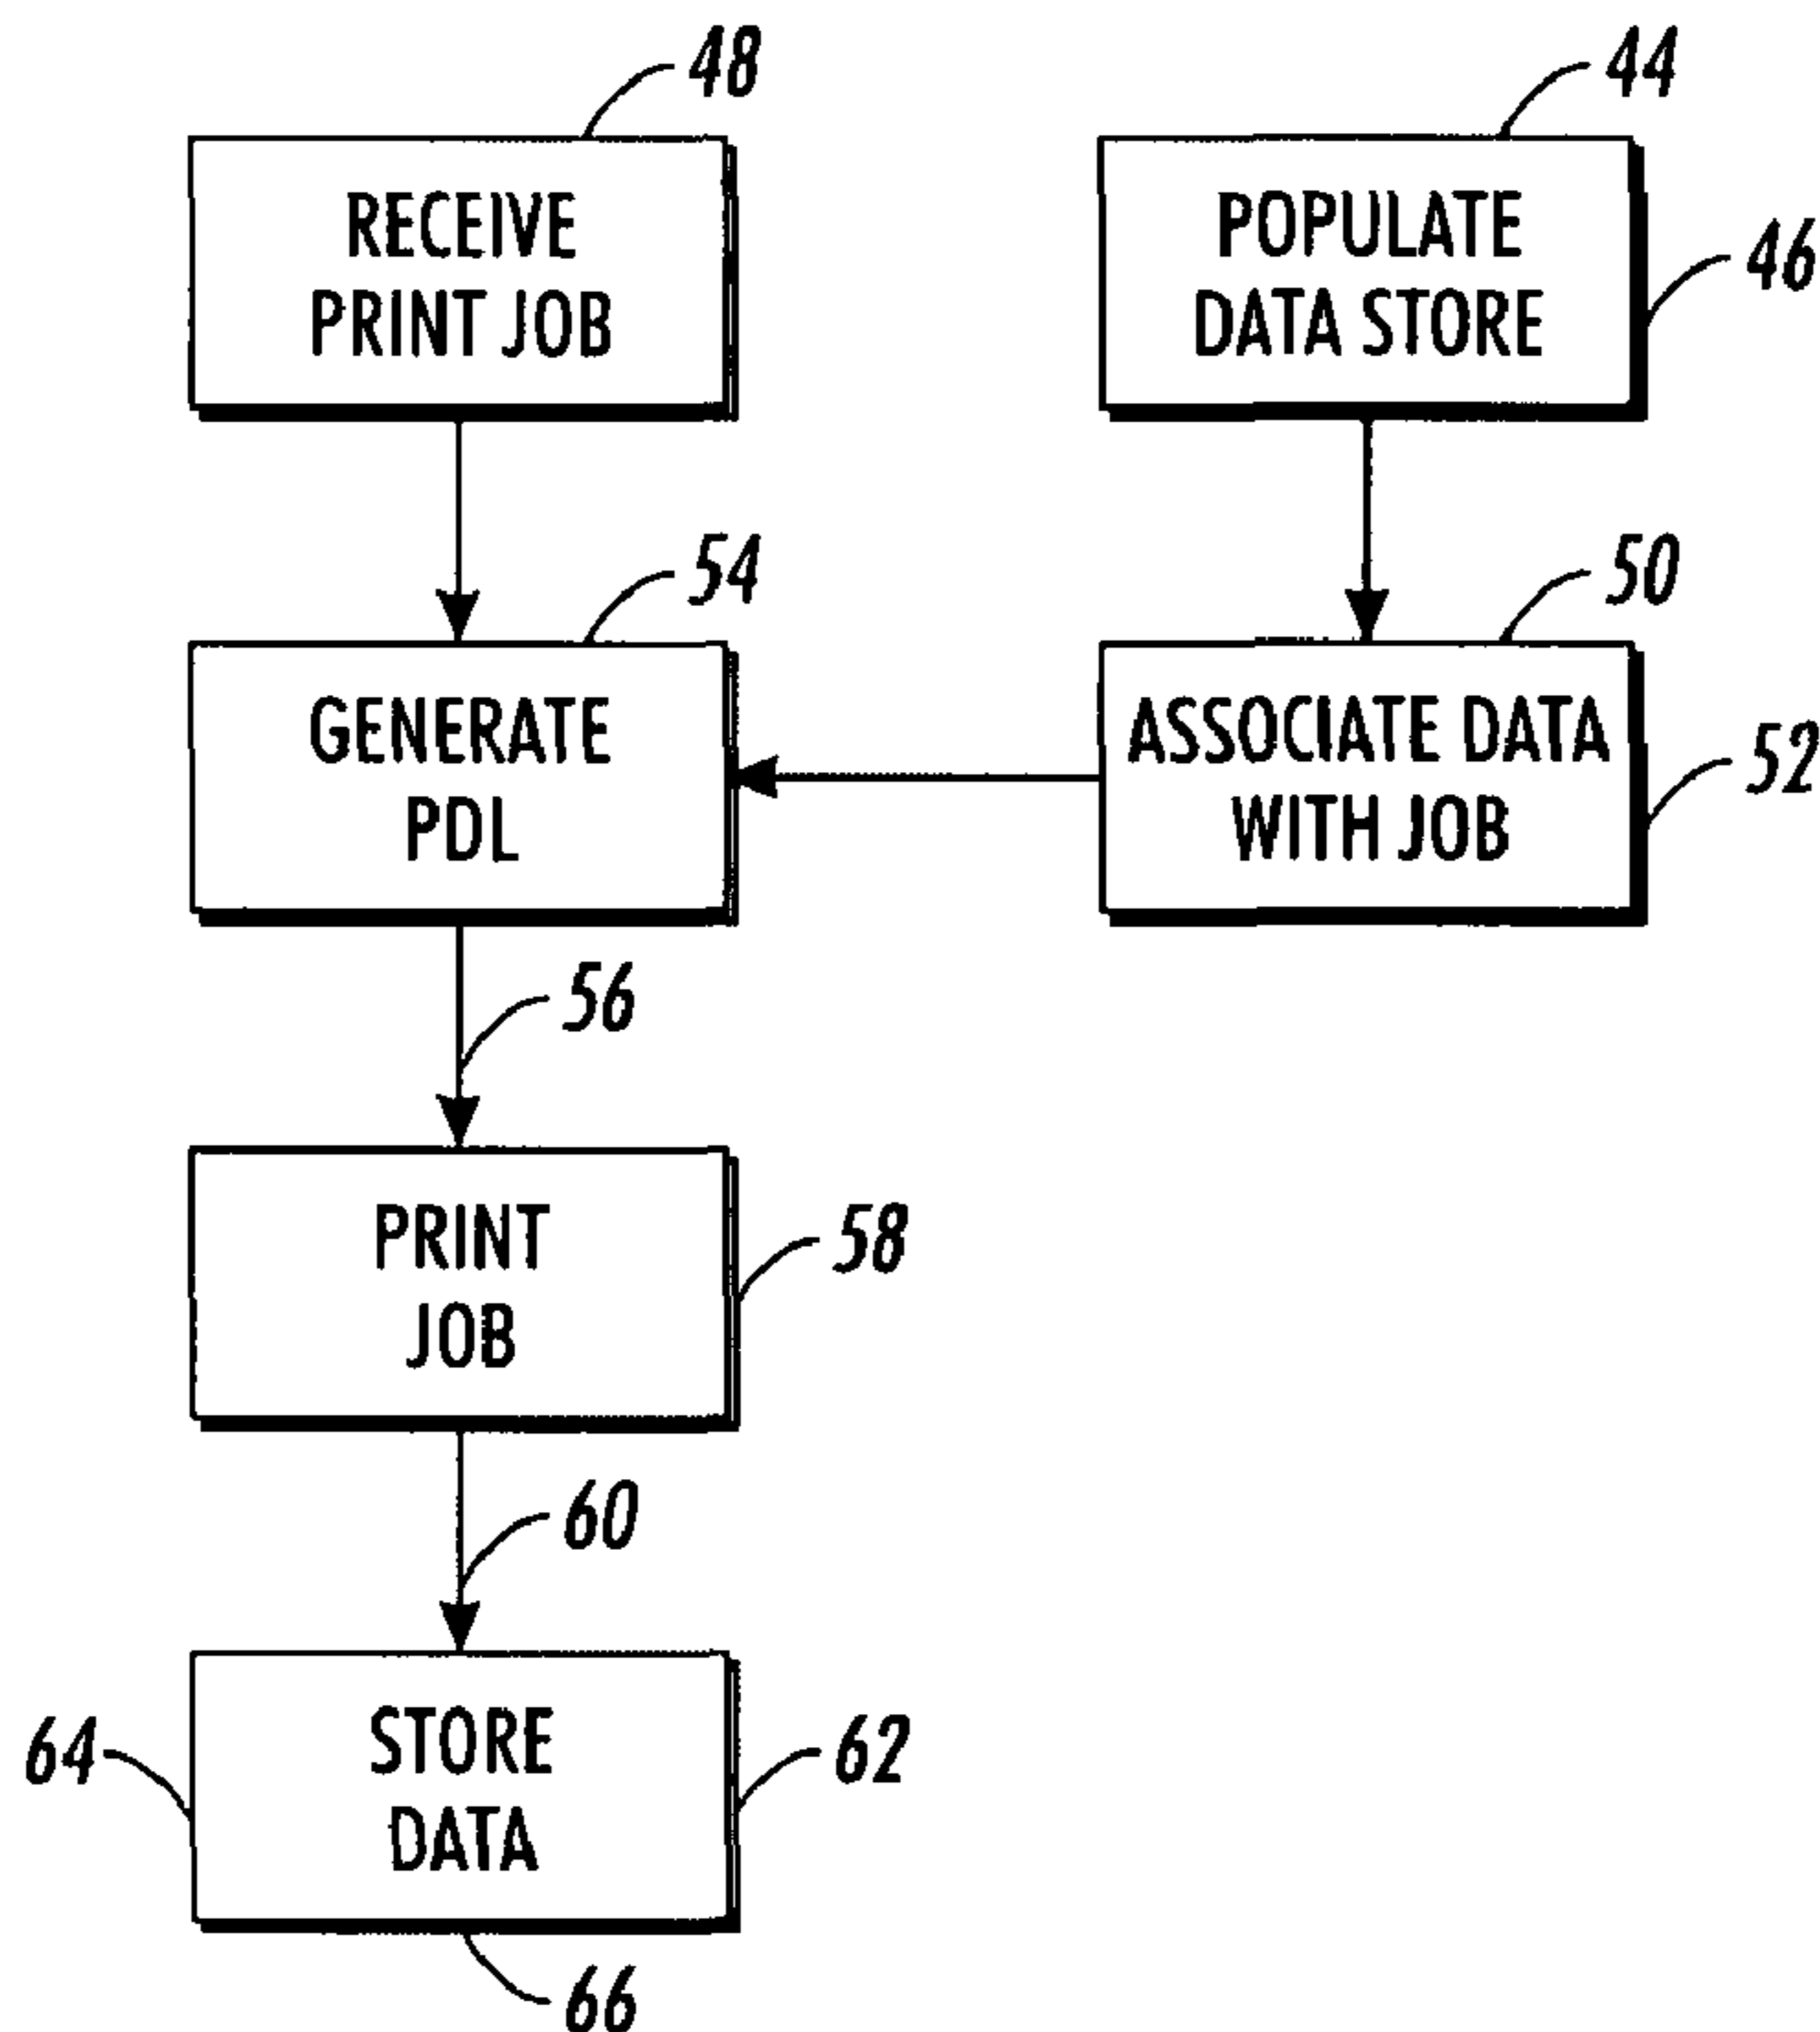 48
44
RECEIVE
PRINT JOB
POPULATE
DATA STORE
46
54
50
GENERATE
PDL
ASSOCIATE DATA
WITH JOB
52
56
PRINT
JOB
58
60
STORE
DATA
64
62
66